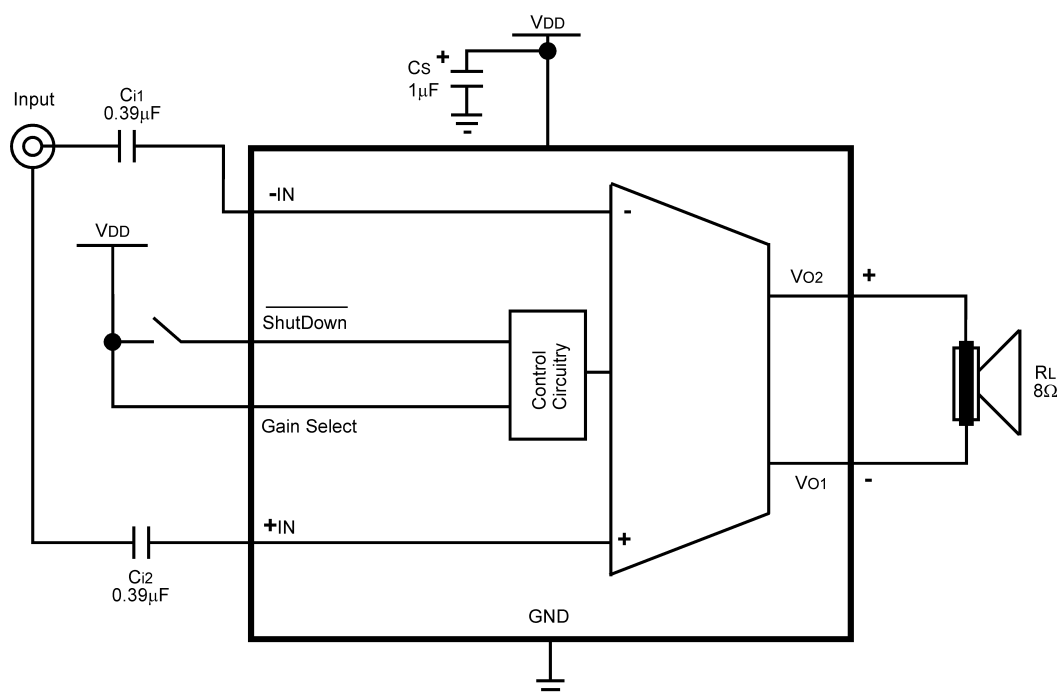 VDD
CS +
1µF
Input
Ci1
0.39µF
-IN
-
VDD
VO2
+
ShutDown
Control
Circuitry
RL
8Ω
Gain Select
VO1
-
+IN
+
Ci2
0.39µF
GND